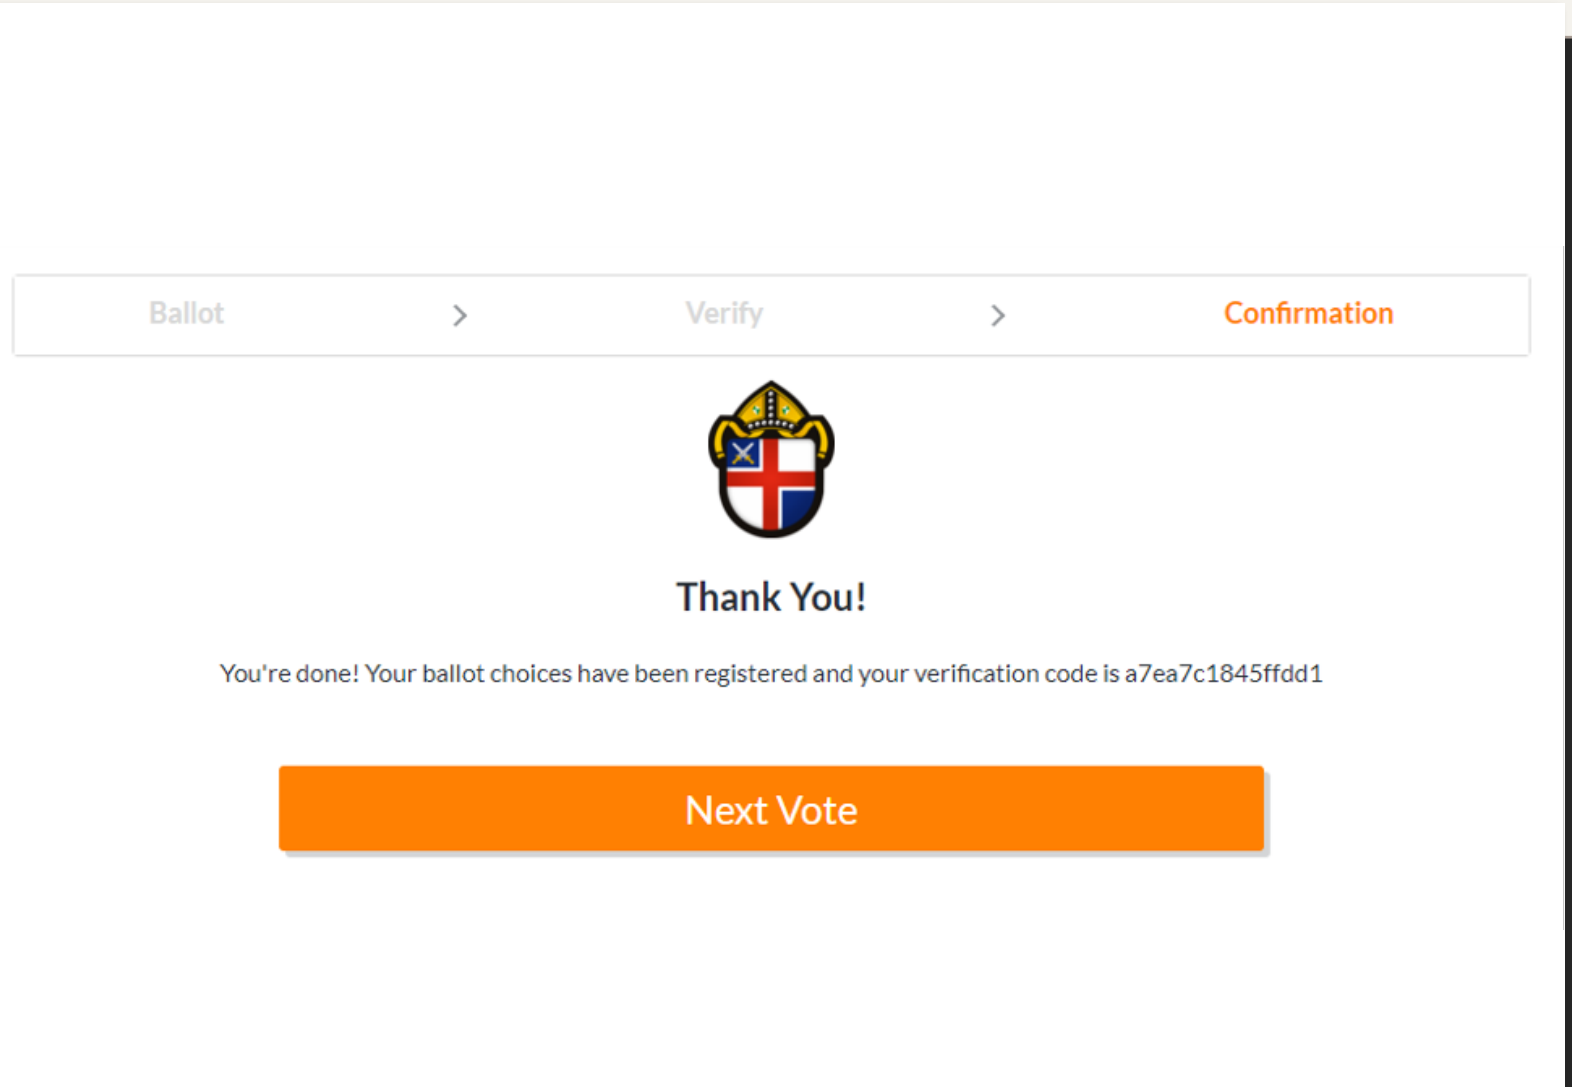 Ballot > Verify > Confirmation
Thank You!
You're done! Your ballot choices have been registered and your verification code is a7ea7c1845ffdd1
Next Vote